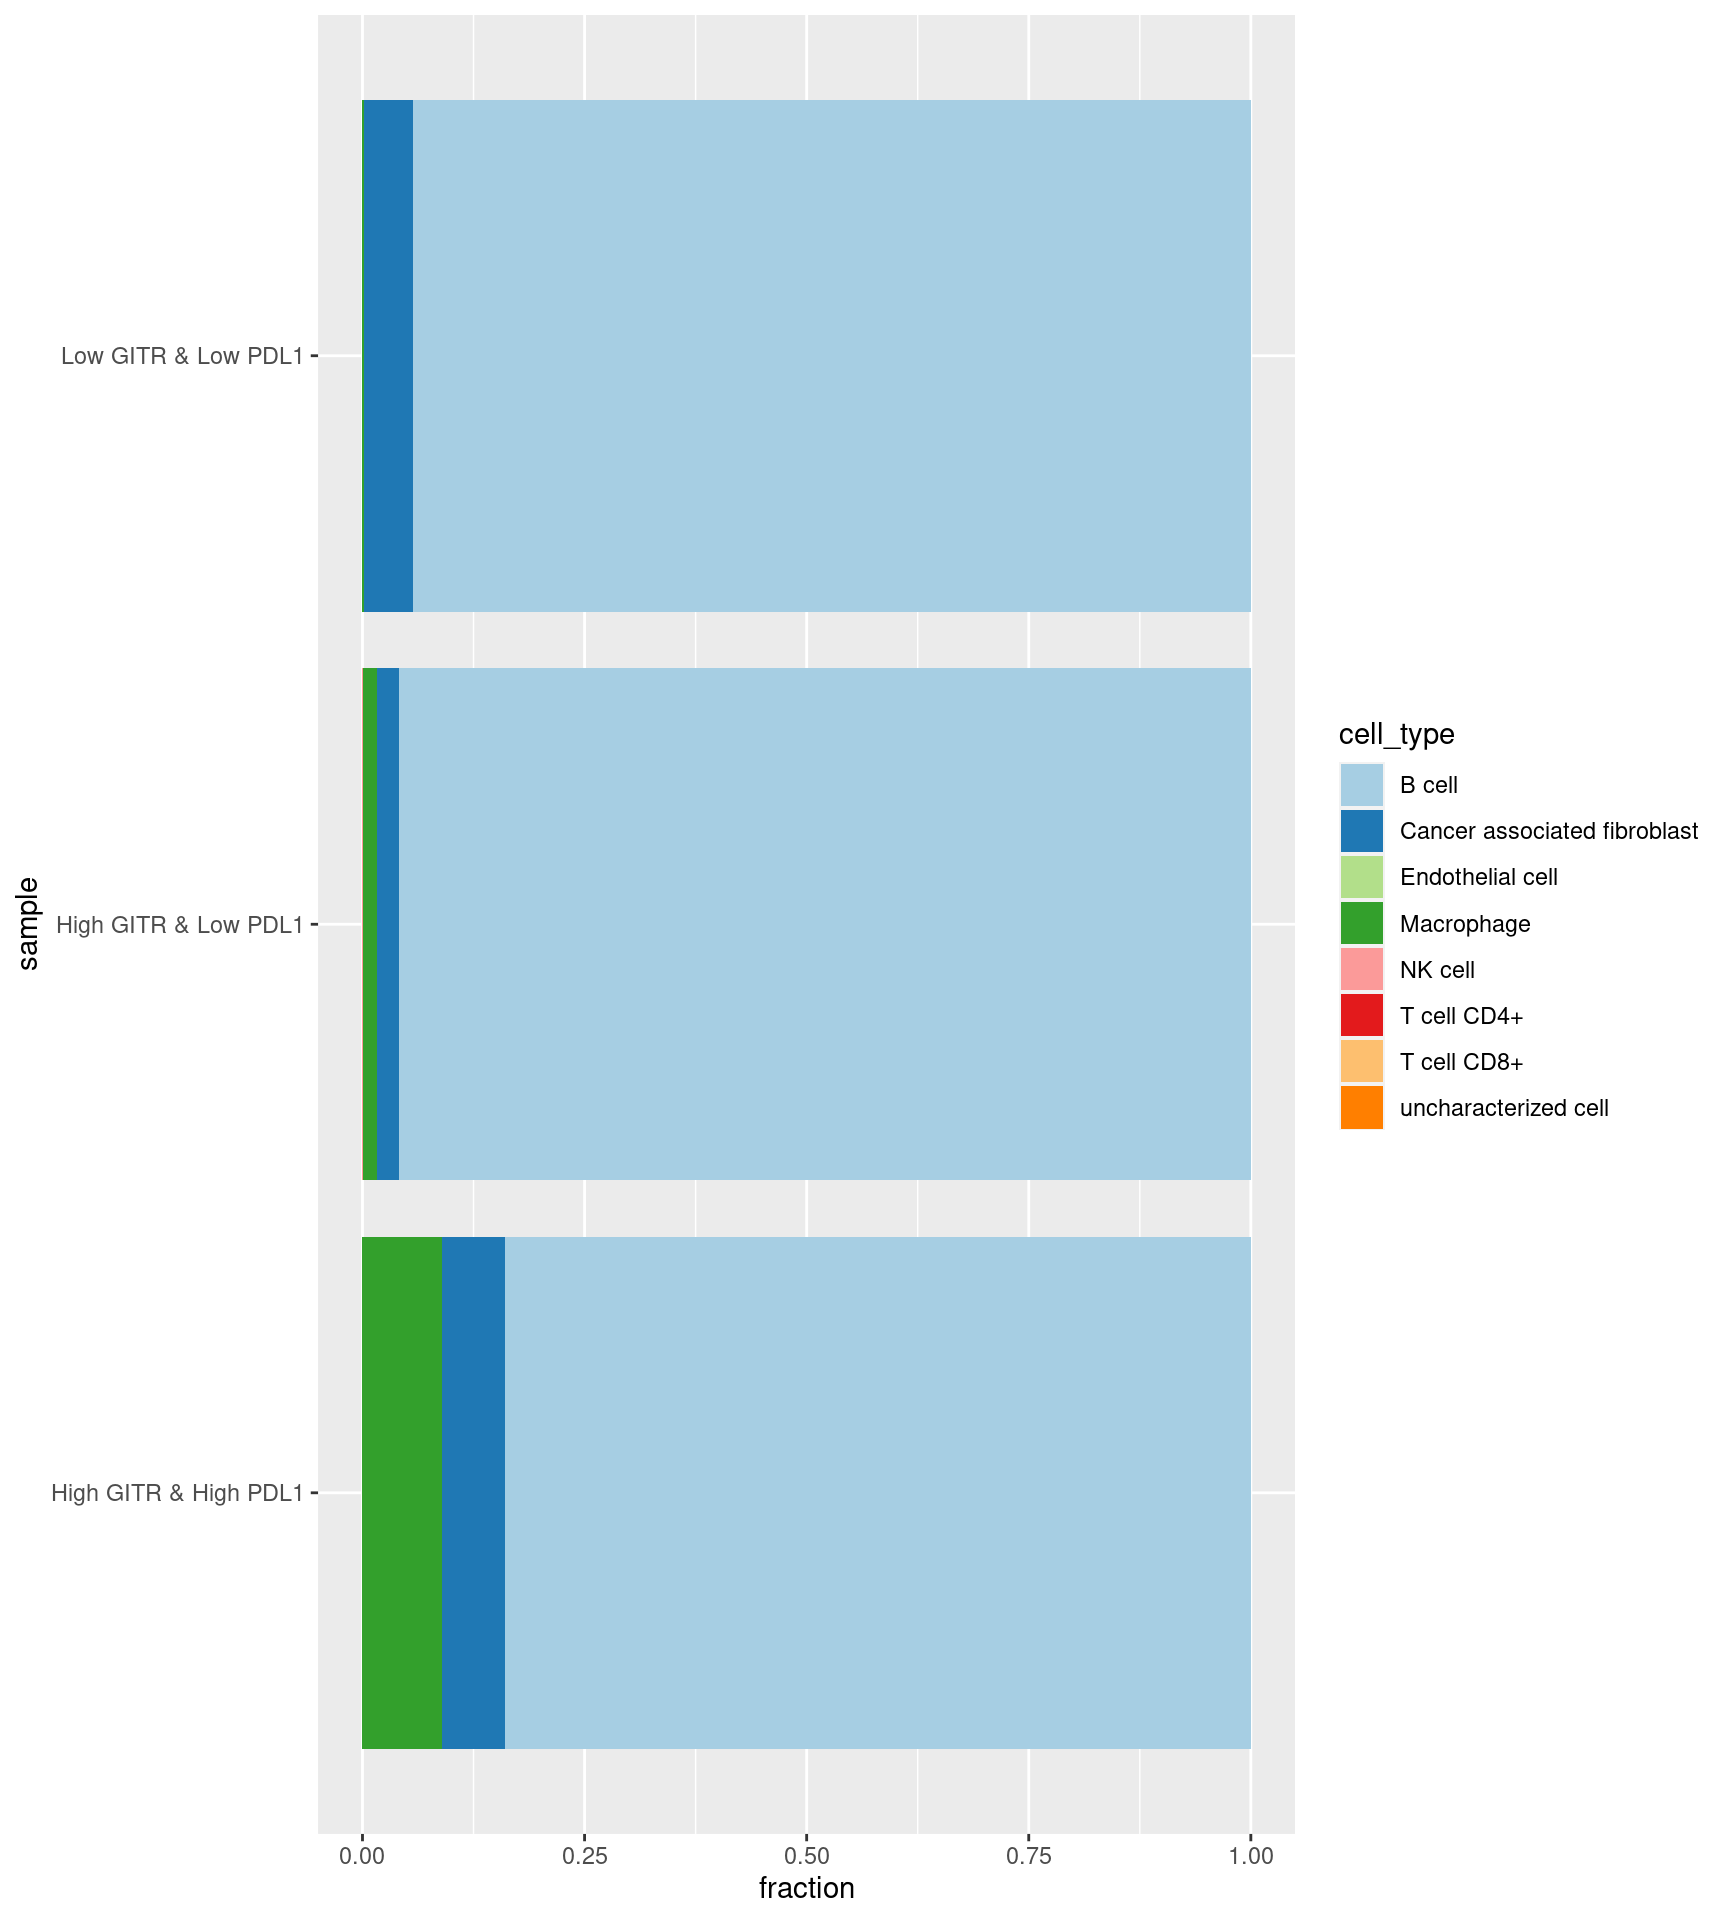 Low GITR & Low PDL1
High GITR & Low PDL1
High GITR & High PDL1
sample
0.00 0.25 0.50 0.75 1.00
fraction
cell_type
B cell
Cancer associated fibroblast
Endothelial cell
Macrophage
NK cell
T cell CD4+
T cell CD8+
uncharacterized cell